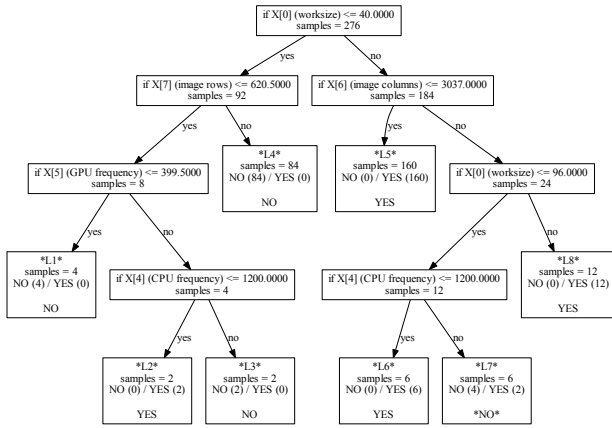 if X[0] (worksize) <= 40.0000
samples = 276
yes
no
if X[7] (image rows) <= 620.5000
samples = 92
if X[6] (image columns) <= 3037.0000
samples = 184
yes
no
yes
no
if X[5] (GPU frequency) <= 399.5000
samples = 8
*L4*
samples = 84
NO (84) / YES (0)
NO
*L5*
samples = 160
NO (0) / YES (160)
YES
if X[0] (worksize) <= 96.0000
samples = 24
yes
no
yes
no
*L1*
samples = 4
NO (4) / YES (0)
NO
if X[4] (CPU frequency) <= 1200.0000
samples = 4
if X[4] (CPU frequency) <= 1200.0000
samples = 12
*L8*
samples = 12
NO (0) / YES (12)
YES
yes
no
yes
no
*L2*
samples = 2
NO (0) / YES (2)
YES
*L3*
samples = 2
NO (2) / YES (0)
NO
*L6*
samples = 6
NO (0) / YES (6)
YES
*L7*
samples = 6
NO (4) / YES (2)
*NO*